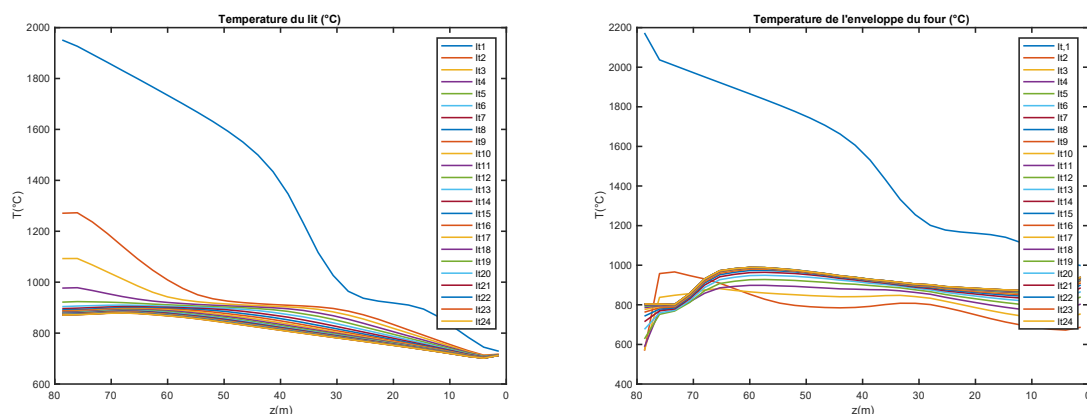 Temperature du lit (°C)
2000
1800
1600
1400
1200
1000
800
600
80
70
60
50
40
30
20
10
0
T(°C)
z(m)
It1
It2
It3
It4
It5
It6
It7
It8
It9
It10
It11
It12
It13
It14
It15
It16
It17
It18
It19
It20
It21
It22
It23
It24
Temperature de l'enveloppe du four (°C)
2200
2000
1800
1600
1400
1200
1000
800
600
400
80
70
60
50
40
30
20
10
0
T(°C)
z(m)
It,1
It2
It3
It4
It5
It6
It7
It8
It9
It10
It11
It12
It13
It14
It15
It16
It17
It18
It19
It20
It21
It22
It23
It24